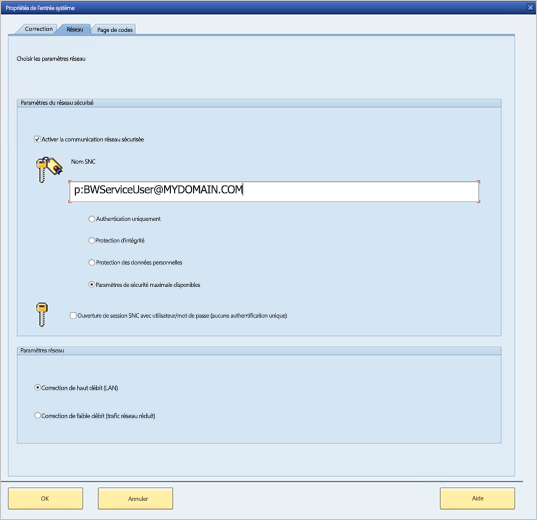 Propriétés de l'entrée système
Correction
Réseau
Page de codes
Choisir les paramètres réseau
Paramètres du réseau sécurisé
Activer la communication réseau sécurisée
Nom SNC
p:BWServiceUser@MYDOMAIN.COM
Authentication uniquement
Protection d'intégrité
Protection des données personnelles
Paramètres de sécurité maximale disponibles
Ouverture de session SNC avec utilisateur/mot de passe (aucune authentification unique)
Paramètres réseau
Correction de haut débit (LAN)
Correction de faible débit (trafic réseau réduit)
OK
Annuler
Aide